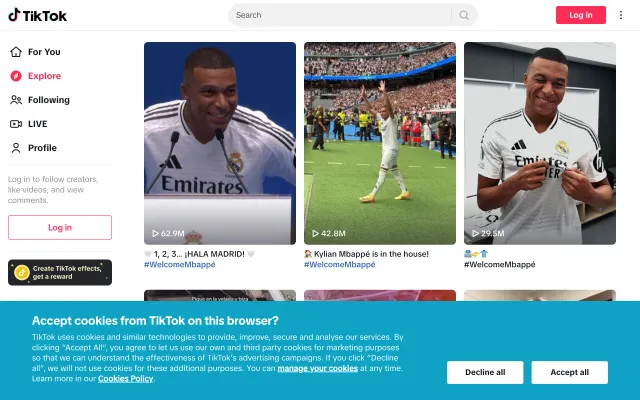 TikTok
Search
Log in
For You
Explore
Following
LIVE
Profile
Log in to follow creators,
like videos, and view
comments.
Log in
Create TikTok effects,
get a reward
62.9M
🤍 1, 2, 3... ¡HALA MADRID! 🤍
#WelcomeMbappé
42.8M
🏠 Kylian Mbappé is in the house!
#WelcomeMbappé
Emirates
29.5M
#WelcomeMbappé
Pique en la velada y Ibra
Accept cookies from TikTok on this browser?
TikTok uses cookies and similar technologies to provide, improve, secure and analyse our services. By
clicking "Accept All", you agree to let us use our own and third party cookies for marketing purposes
so that we can understand the effectiveness of TikTok's advertising campaigns. If you click "Decline
all", we will not use cookies for these additional purposes. You can manage your cookies at any time.
Learn more in our Cookies Policy.
Decline all
Accept all